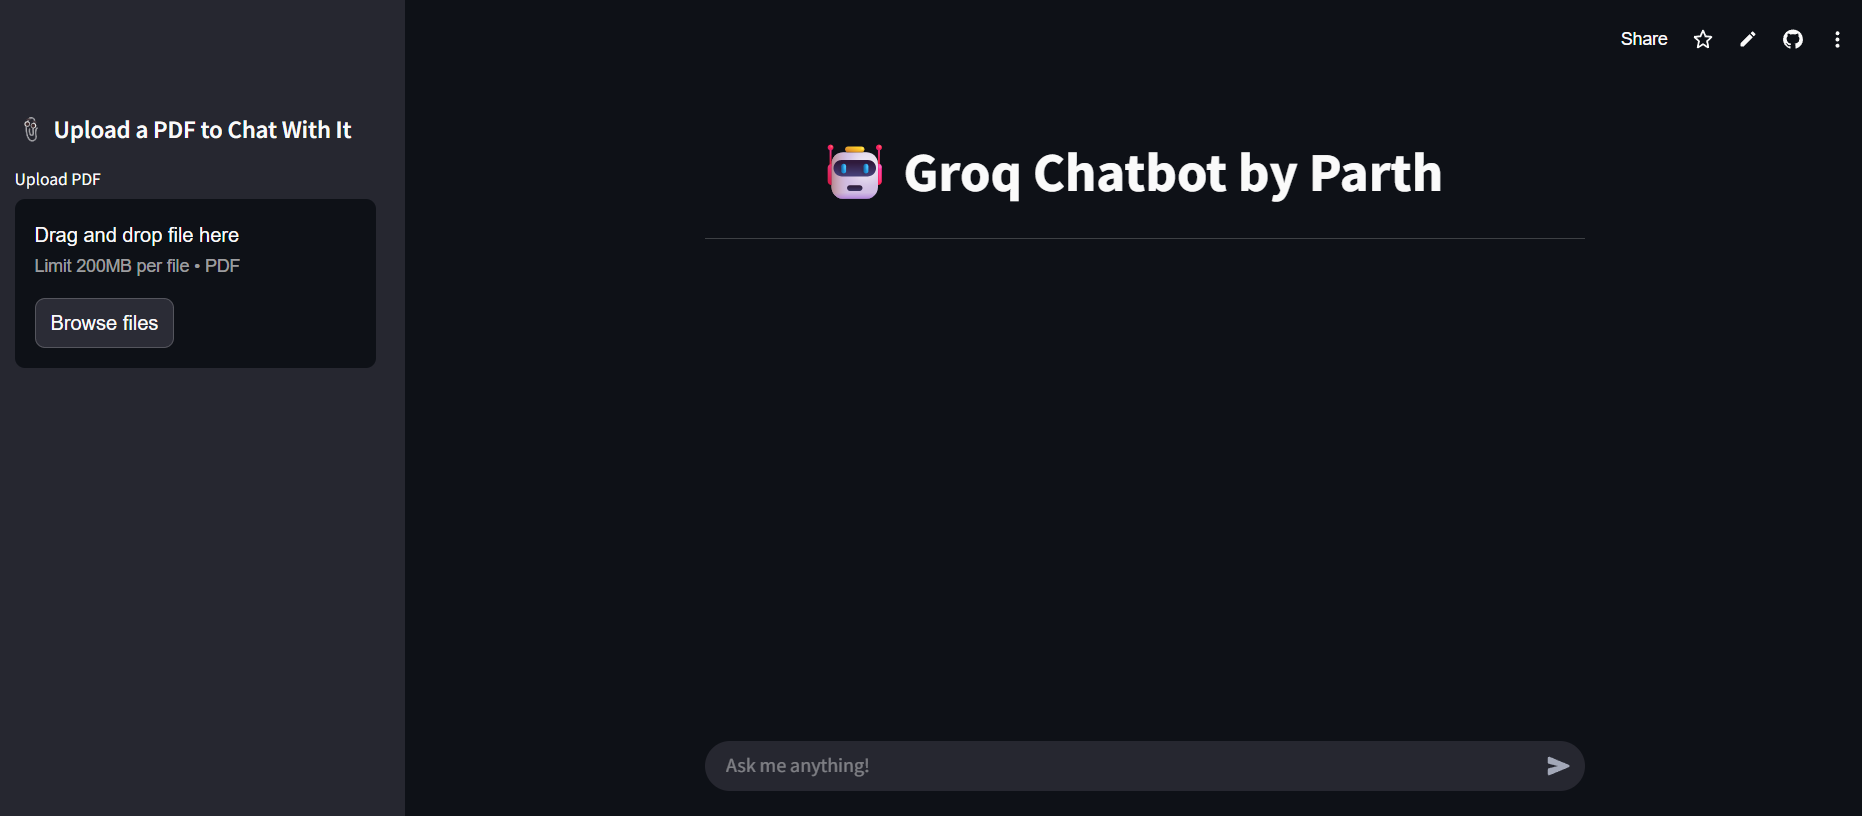 Share
Upload a PDF to Chat With It
Upload PDF
Drag and drop file here
Limit 200MB per file • PDF
Browse files
Groq Chatbot by Parth
Ask me anything!